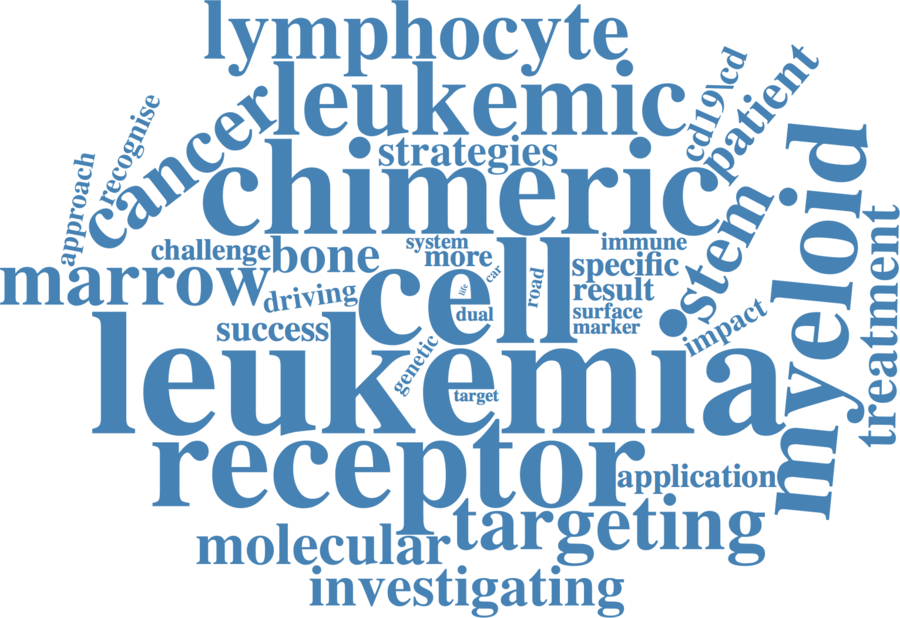 lymphocyte
leukemic
cancer
cd19\cd
patient
recognise
approach
strategies
chimeric
stem
myeloid
treatment
challenge
bone
system
more
immune
specific
marrow
driving
cell
car
life
road
dual
result
surface
marker
success
impact
genetic
leukemia
target
receptor
application
targeting
molecular
investigating